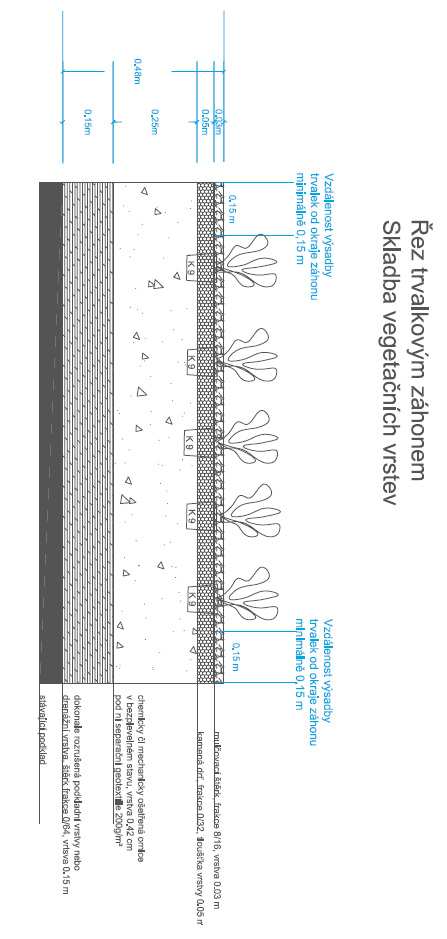 Řez trvalkovým záhonem
Skladba vegetačních vrstev
Vzdálenost výsadby
trvalek od okraje záhonu
minimálně 0,15 m
Vzdálenost výsadby
trvalek od okraje záhonu
minimálně 0,15 m
0,15 m
0,15 m
0,03m
0,05m
0,25m
0,15m
0,48m
K 9
K 9
K 9
K 9
K 9
mulčovací štěrk, frakce 8/16, vrstva 0.03 m
kamená drť, frakce 0/32, tloušťka vrstvy 0.05 m
chemicky či mechanicky ošetřená ornice
v bezplevelném stavu, vrstva 0,42 cm
pod ní separační geotextilie 200g/m²
dokonale rozrušená podkladní vrstvy nebo
drenážní vrstva, štěrk frakce 0/64, vrtsva 0.15 m
stávající podklad